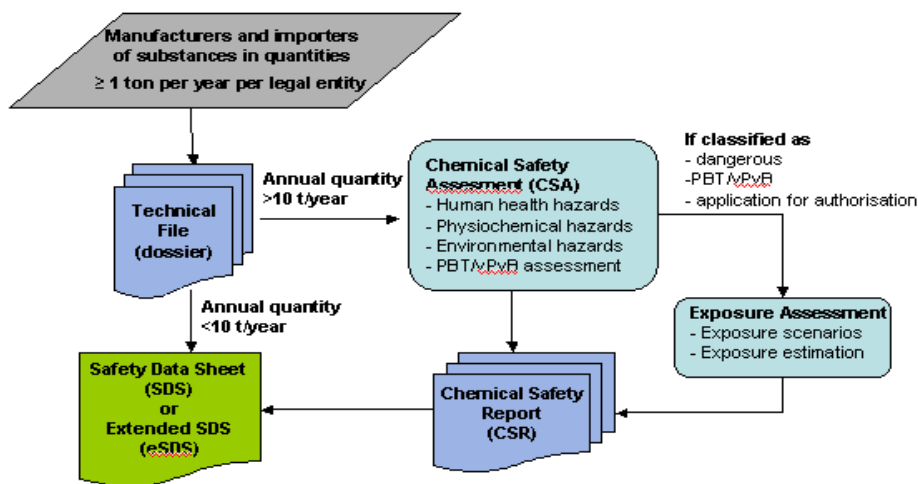 Manufacturers and importers
of substances in quantities
≥ 1 ton per year per legal entity
Technical
File
(dossier)
Annual quantity
>10 t/year
Chemical Safety
Assesment (CSA)
- Human health hazards
- Physiochemical hazards
- Environmental hazards
- PBT/vPvB assessment
If classified as
- dangerous
-PBT/vPvB
- application for authorisation
Annual quantity
<10 t/year
Exposure Assessment
- Exposure scenarios
- Exposure estimation
Safety Data Sheet
(SDS)
or
Extended SDS
(eSDS)
Chemical Safety
Report
(CSR)